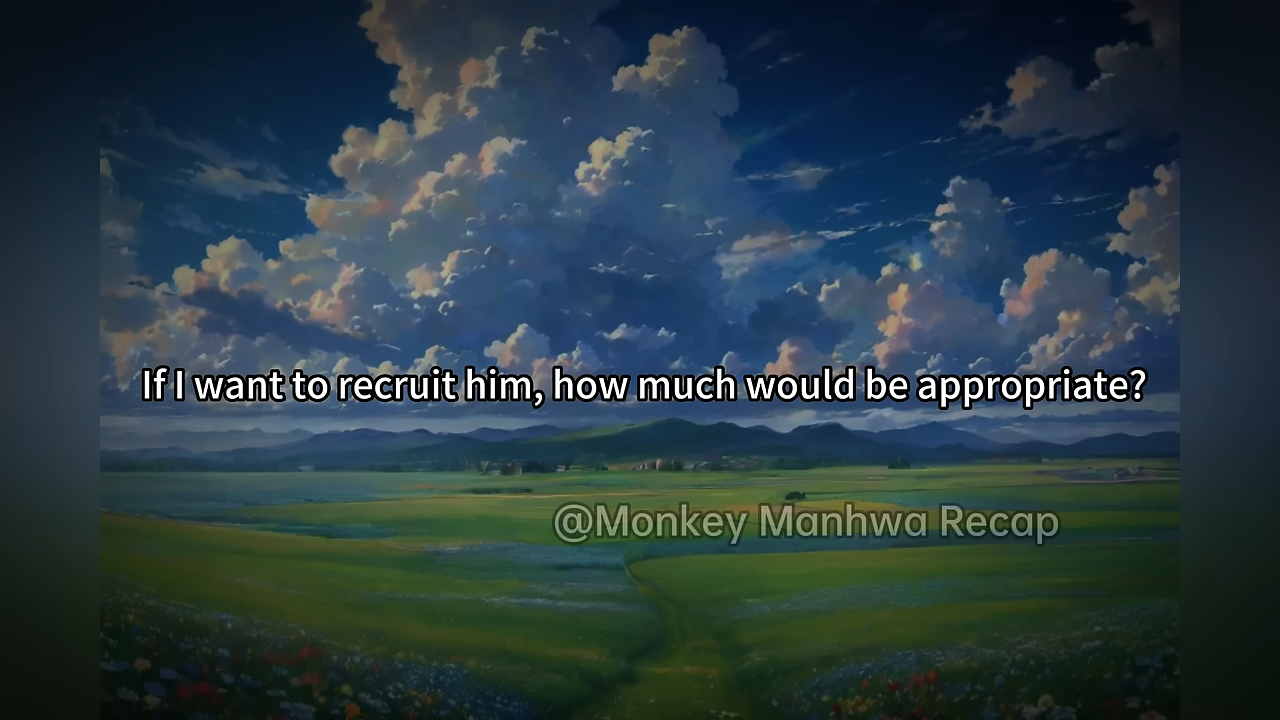 If I want to recruit him, how much would be appropriate?
@Monkey Manhwa Recap